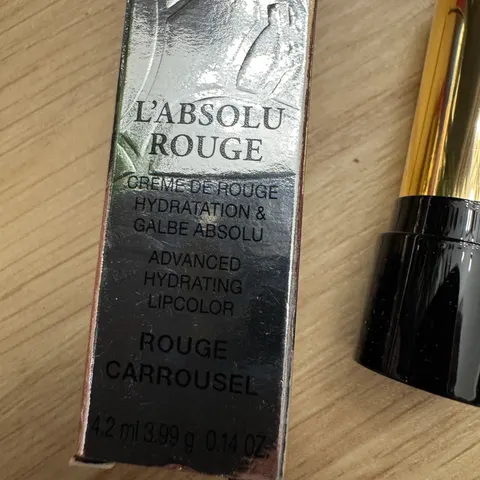 L'ABSOLU
ROUGE
CRÈME DE ROUGE
HYDRATATION &
GALBE ABSOLU
ADVANCED
HYDRATING
LIPCOLOR
ROUGE
CARROUSEL
4.2 ml 3.99 g 0.14 OZ.